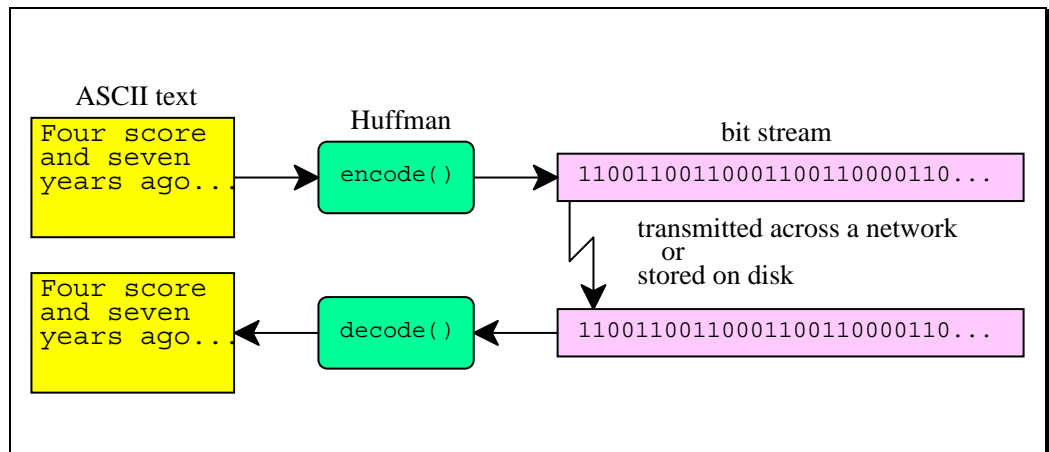 ASCII text
Four score
and seven
years ago...
Huffman
encode()
bit stream
11001100110001100110000110...
transmitted across a network
or
stored on disk
Four score
and seven
years ago...
decode()
11001100110001100110000110...